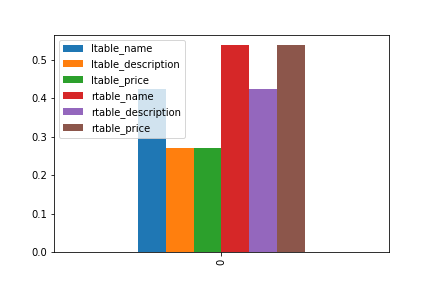 ltable_name
ltable_description
ltable_price
rtable_name
rtable_description
rtable_price
0.5
0.4
0.3
0.2
0.1
0.0
0